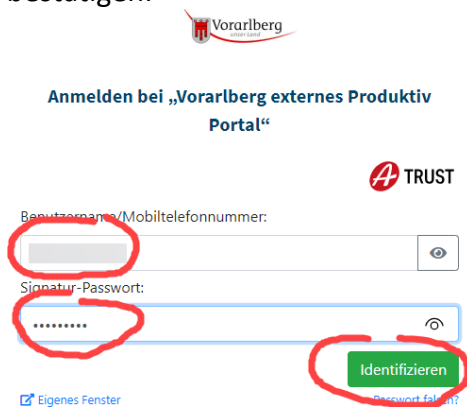 bestätigen.
Vorarlberg
unser Land
Anmelden bei „Vorarlberg externes Produktiv
Portal“
A TRUST
Benutzername/Mobiltelefonnummer:
Signatur-Passwort:
•••••••••
Identifizieren
Eigenes Fenster
Passwort falsch?